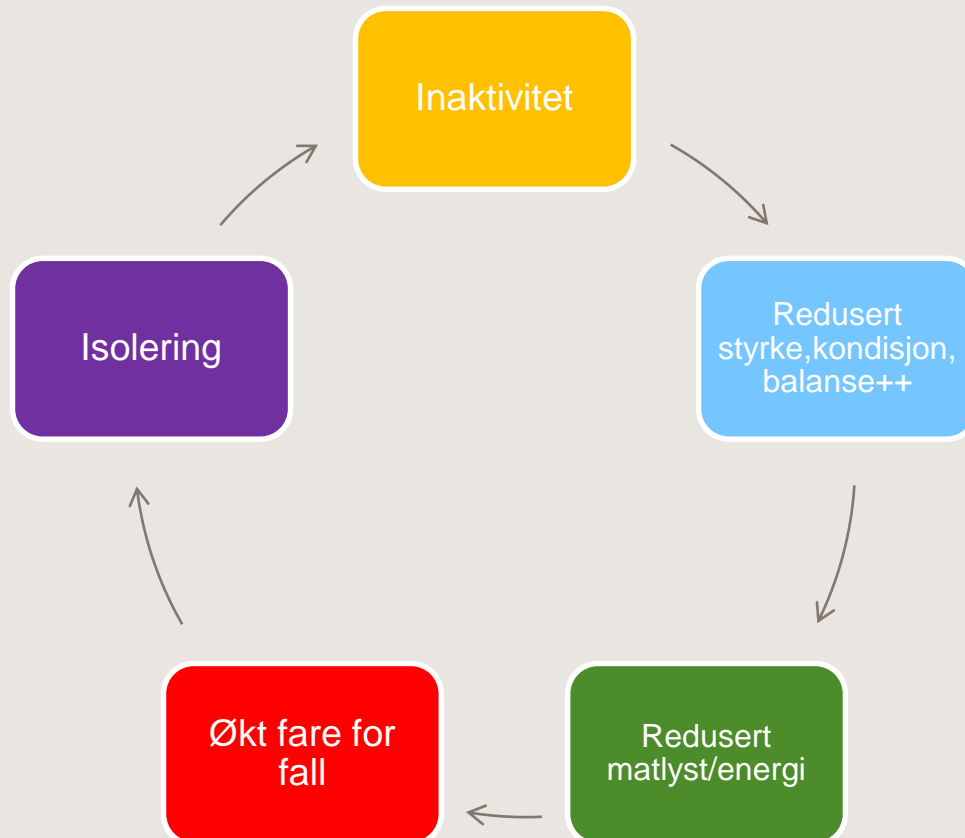 Inaktivitet
Redusert
styrke,kondisjon,
balanse++
Redusert
matlyst/energi
Økt fare for
fall
Isolering